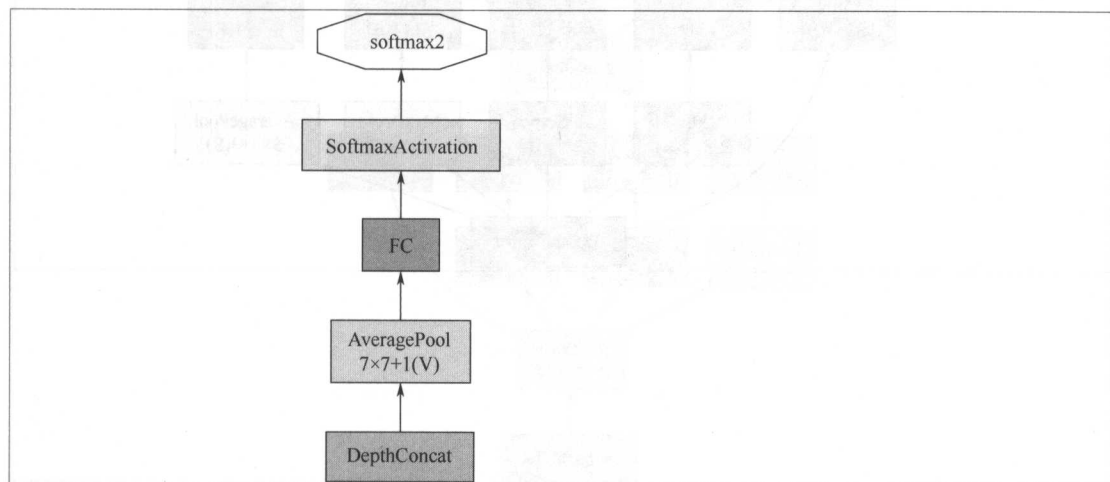 softmax2
SoftmaxActivation
FC
AveragePool
7×7+1(V)
DepthConcat